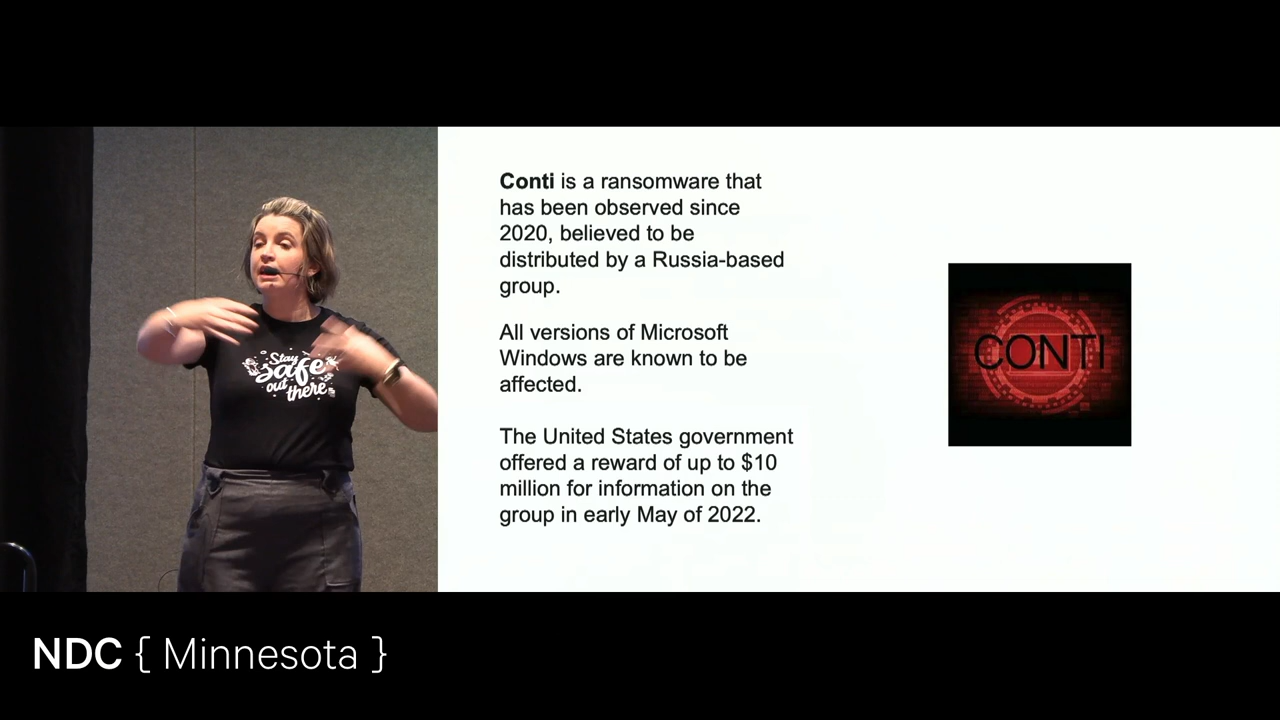 Stay
safe
out
there
Conti is a ransomware that
has been observed since
2020, believed to be
distributed by a Russia-based
group.
All versions of Microsoft
Windows are known to be
affected.
The United States government
offered a reward of up to $10
million for information on the
group in early May of 2022.
CONTI
NDC { Minnesota }